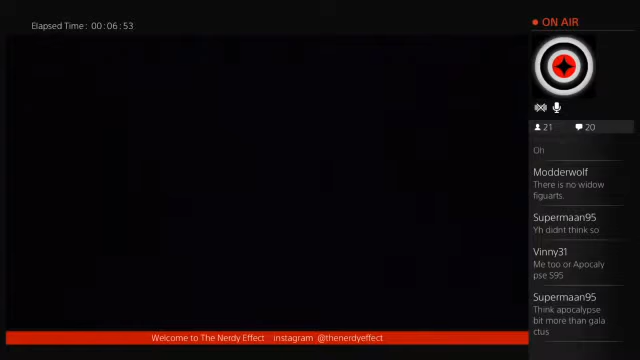 Elapsed Time : 00:06:53
ON AIR
21 20
Oh
Modderwolf
There is no widow
figuarts.
Supermaan95
Yh didnt think so
Vinny31
Me too or Apocaly
pse S95
Supermaan95
Think apocalypse
bit more than gala
ctus
Welcome to The Nerdy Effect instagram @thenerdyeffect